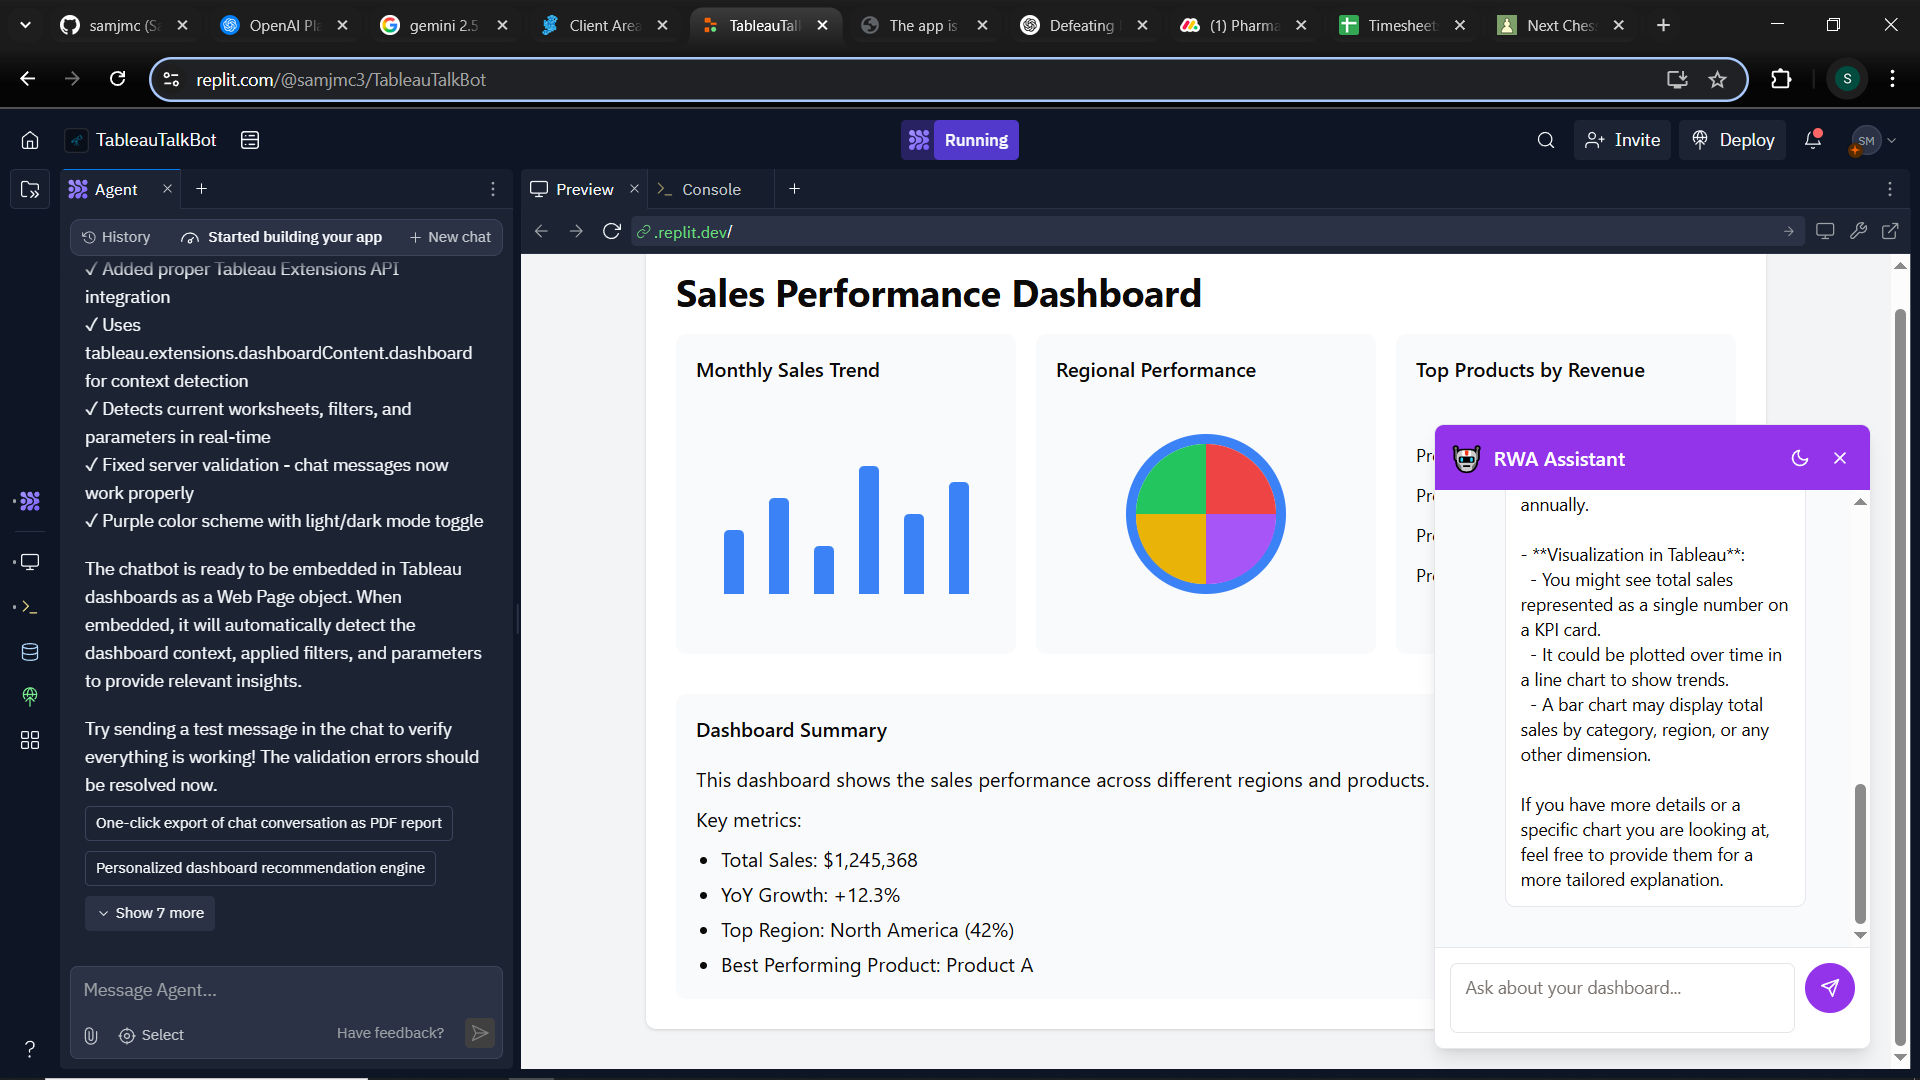 samjmc (Sa
OpenAI Pla
gemini 2.5
Client Area
TableauTalk
The app is
Defeating
(1) Pharma
Timesheet
Next Chess
replit.com/@samjmc3/TableauTalkBot
S
TableauTalkBot
Running
Invite
Deploy
SM
Agent
Preview
Console
History
Started building your app
New chat
.replit.dev/
✓ Added proper Tableau Extensions API
integration
✓ Uses
tableau.extensions.dashboardContent.dashboard
for context detection
✓ Detects current worksheets, filters, and
parameters in real-time
✓ Fixed server validation - chat messages now
work properly
✓ Purple color scheme with light/dark mode toggle
The chatbot is ready to be embedded in Tableau
dashboards as a Web Page object. When
embedded, it will automatically detect the
dashboard context, applied filters, and parameters
to provide relevant insights.
Try sending a test message in the chat to verify
everything is working! The validation errors should
be resolved now.
One-click export of chat conversation as PDF report
Personalized dashboard recommendation engine
Show 7 more
Message Agent...
Select
Have feedback?
Sales Performance Dashboard
Monthly Sales Trend
Regional Performance
Top Products by Revenue
Pr
Pr
Pr
Pr
Dashboard Summary
This dashboard shows the sales performance across different regions and products.
Key metrics:
• Total Sales: $1,245,368
• YoY Growth: +12.3%
• Top Region: North America (42%)
• Best Performing Product: Product A
RWA Assistant
annually.
- **Visualization in Tableau**:
- You might see total sales
represented as a single number on
a KPI card.
- It could be plotted over time in
a line chart to show trends.
- A bar chart may display total
sales by category, region, or any
other dimension.
If you have more details or a
specific chart you are looking at,
feel free to provide them for a
more tailored explanation.
Ask about your dashboard...